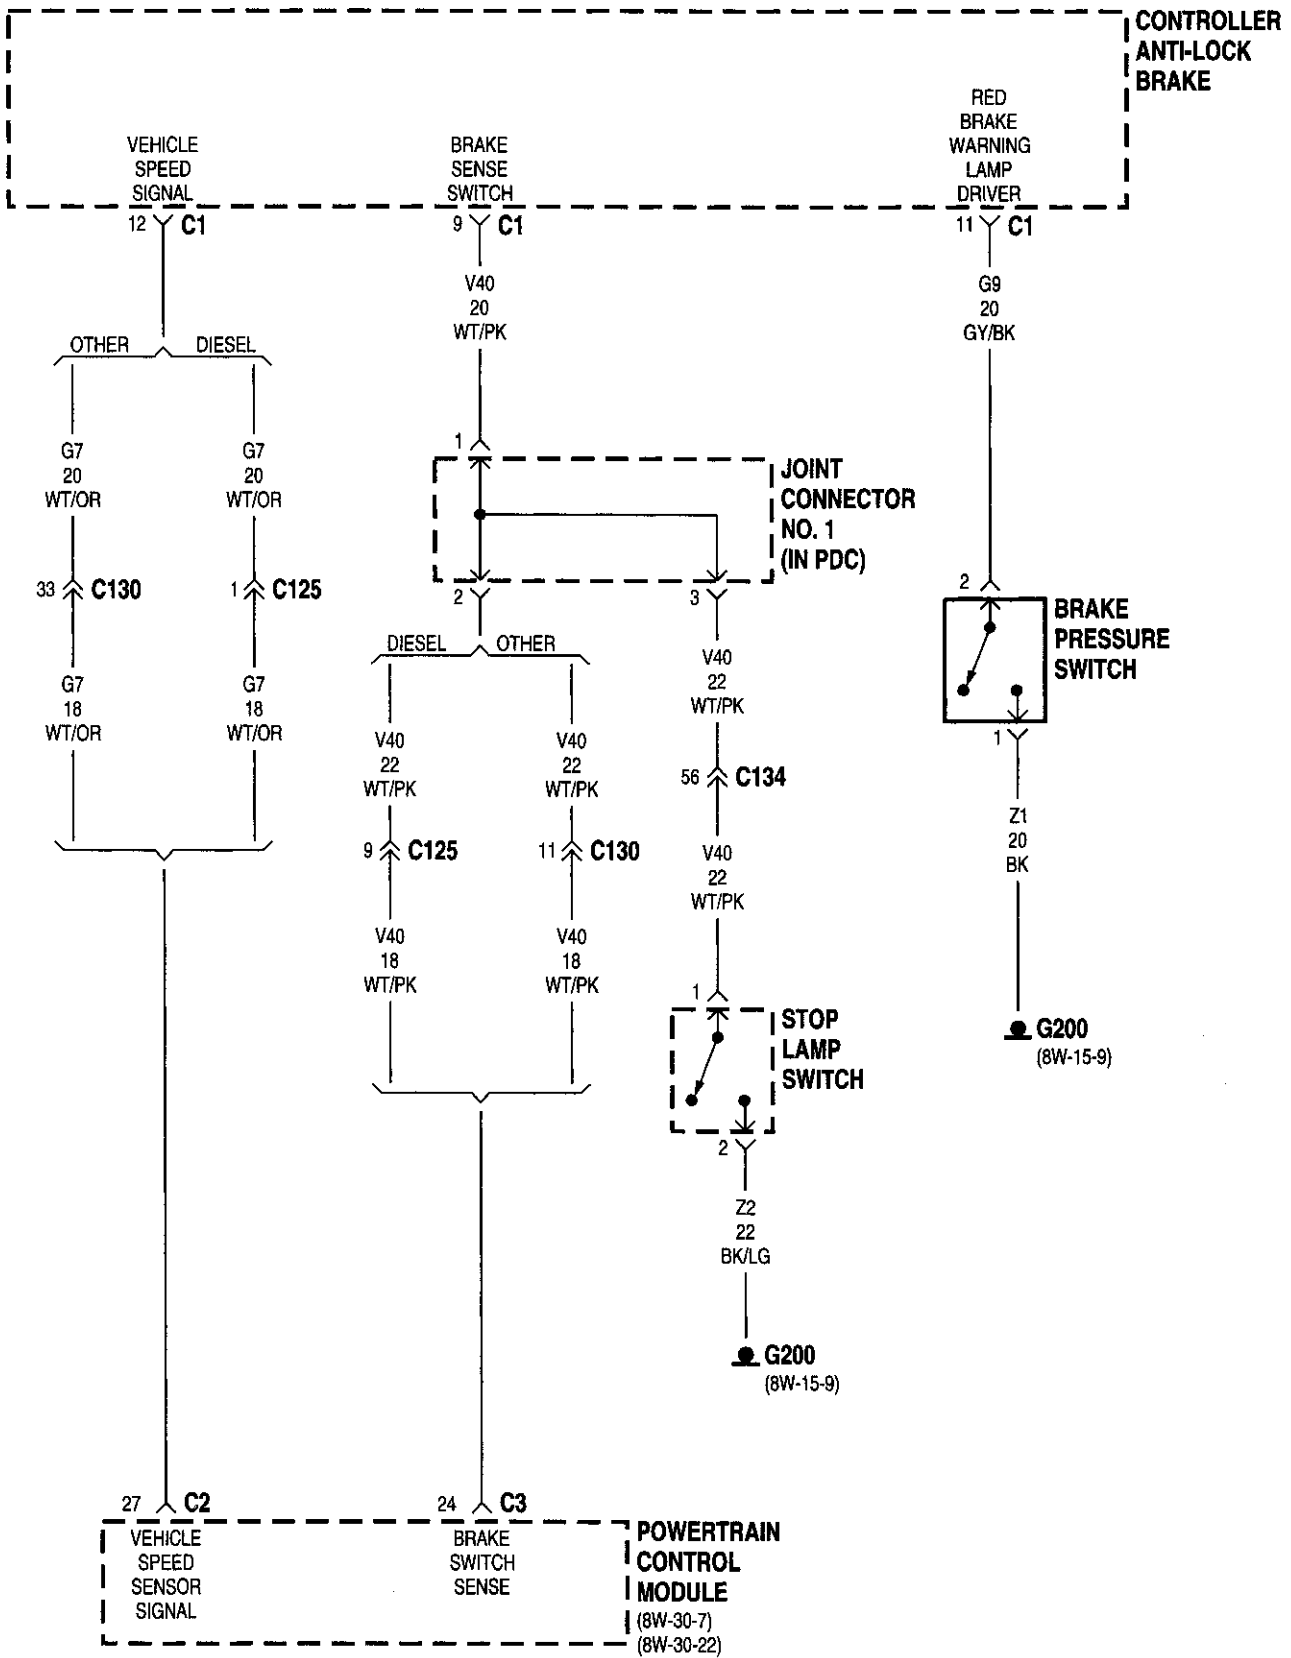 CONTROLLER
ANTI-LOCK
BRAKE
VEHICLE
SPEED
SIGNAL
BRAKE
SENSE
SWITCH
RED
BRAKE
WARNING
LAMP
DRIVER
12 C1
9 C1
11 C1
V40
20
WT/PK
G9
20
GY/BK
OTHER DIESEL
G7
20
WT/OR
G7
20
WT/OR
33 C130
1 C125
G7
18
WT/OR
G7
18
WT/OR
1
JOINT
CONNECTOR
NO. 1
(IN PDC)
2
3
DIESEL OTHER
V40
22
WT/PK
V40
22
WT/PK
9 C125
11 C130
V40
18
WT/PK
V40
18
WT/PK
V40
22
WT/PK
56 C134
V40
22
WT/PK
1
STOP
LAMP
SWITCH
2
Z2
22
BK/LG
G200
(8W-15-9)
2
BRAKE
PRESSURE
SWITCH
1
Z1
20
BK
G200
(8W-15-9)
27 C2
24 C3
VEHICLE
SPEED
SENSOR
SIGNAL
BRAKE
SWITCH
SENSE
POWERTRAIN
CONTROL
MODULE
(8W-30-7)
(8W-30-22)